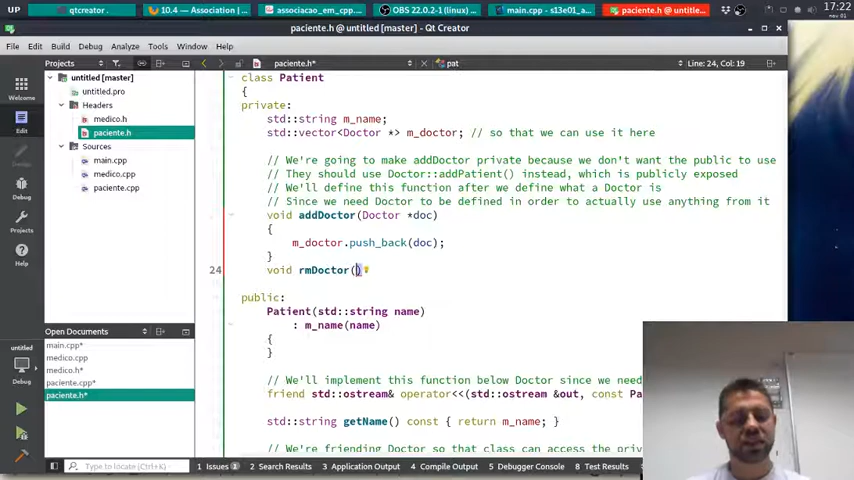 UP
qtcreator .
10.4 — Association |...
associacao_em_cpp....
OBS 22.0.2-1 (linux) ...
main.cpp - s13e01_a...
paciente.h @ untitle...
17:22
nov 01
paciente.h @ untitled [master] - Qt Creator
File Edit Build Debug Analyze Tools Window Help
Projects
paciente.h*
pat
Line: 24, Col: 19
Welcome
Edit
Design
Debug
Projects
Help
untitled
Debug
untitled [master]
untitled.pro
Headers
medico.h
paciente.h
Sources
main.cpp
medico.cpp
paciente.cpp
Open Documents
main.cpp*
medico.cpp
medico.h*
paciente.cpp*
paciente.h*
class Patient
{
private:
std::string m_name;
std::vector<Doctor *> m_doctor; // so that we can use it here
// We're going to make addDoctor private because we don't want the public to use
// They should use Doctor::addPatient() instead, which is publicly exposed
// We'll define this function after we define what a Doctor is
// Since we need Doctor to be defined in order to actually use anything from it
void addDoctor(Doctor *doc)
{
m_doctor.push_back(doc);
}
24 void rmDoctor()
public:
Patient(std::string name)
: m_name(name)
{
}
// We'll implement this function below Doctor since we need
friend std::ostream& operator<<(std::ostream &out, const Pa
std::string getName() const { return m_name; }
// We're friending Doctor so that class can access the priva
Type to locate (Ctrl+...
1 Issues 2
2 Search Results
3 Application Output
4 Compile Output
5 Debugger Console
8 Test Results